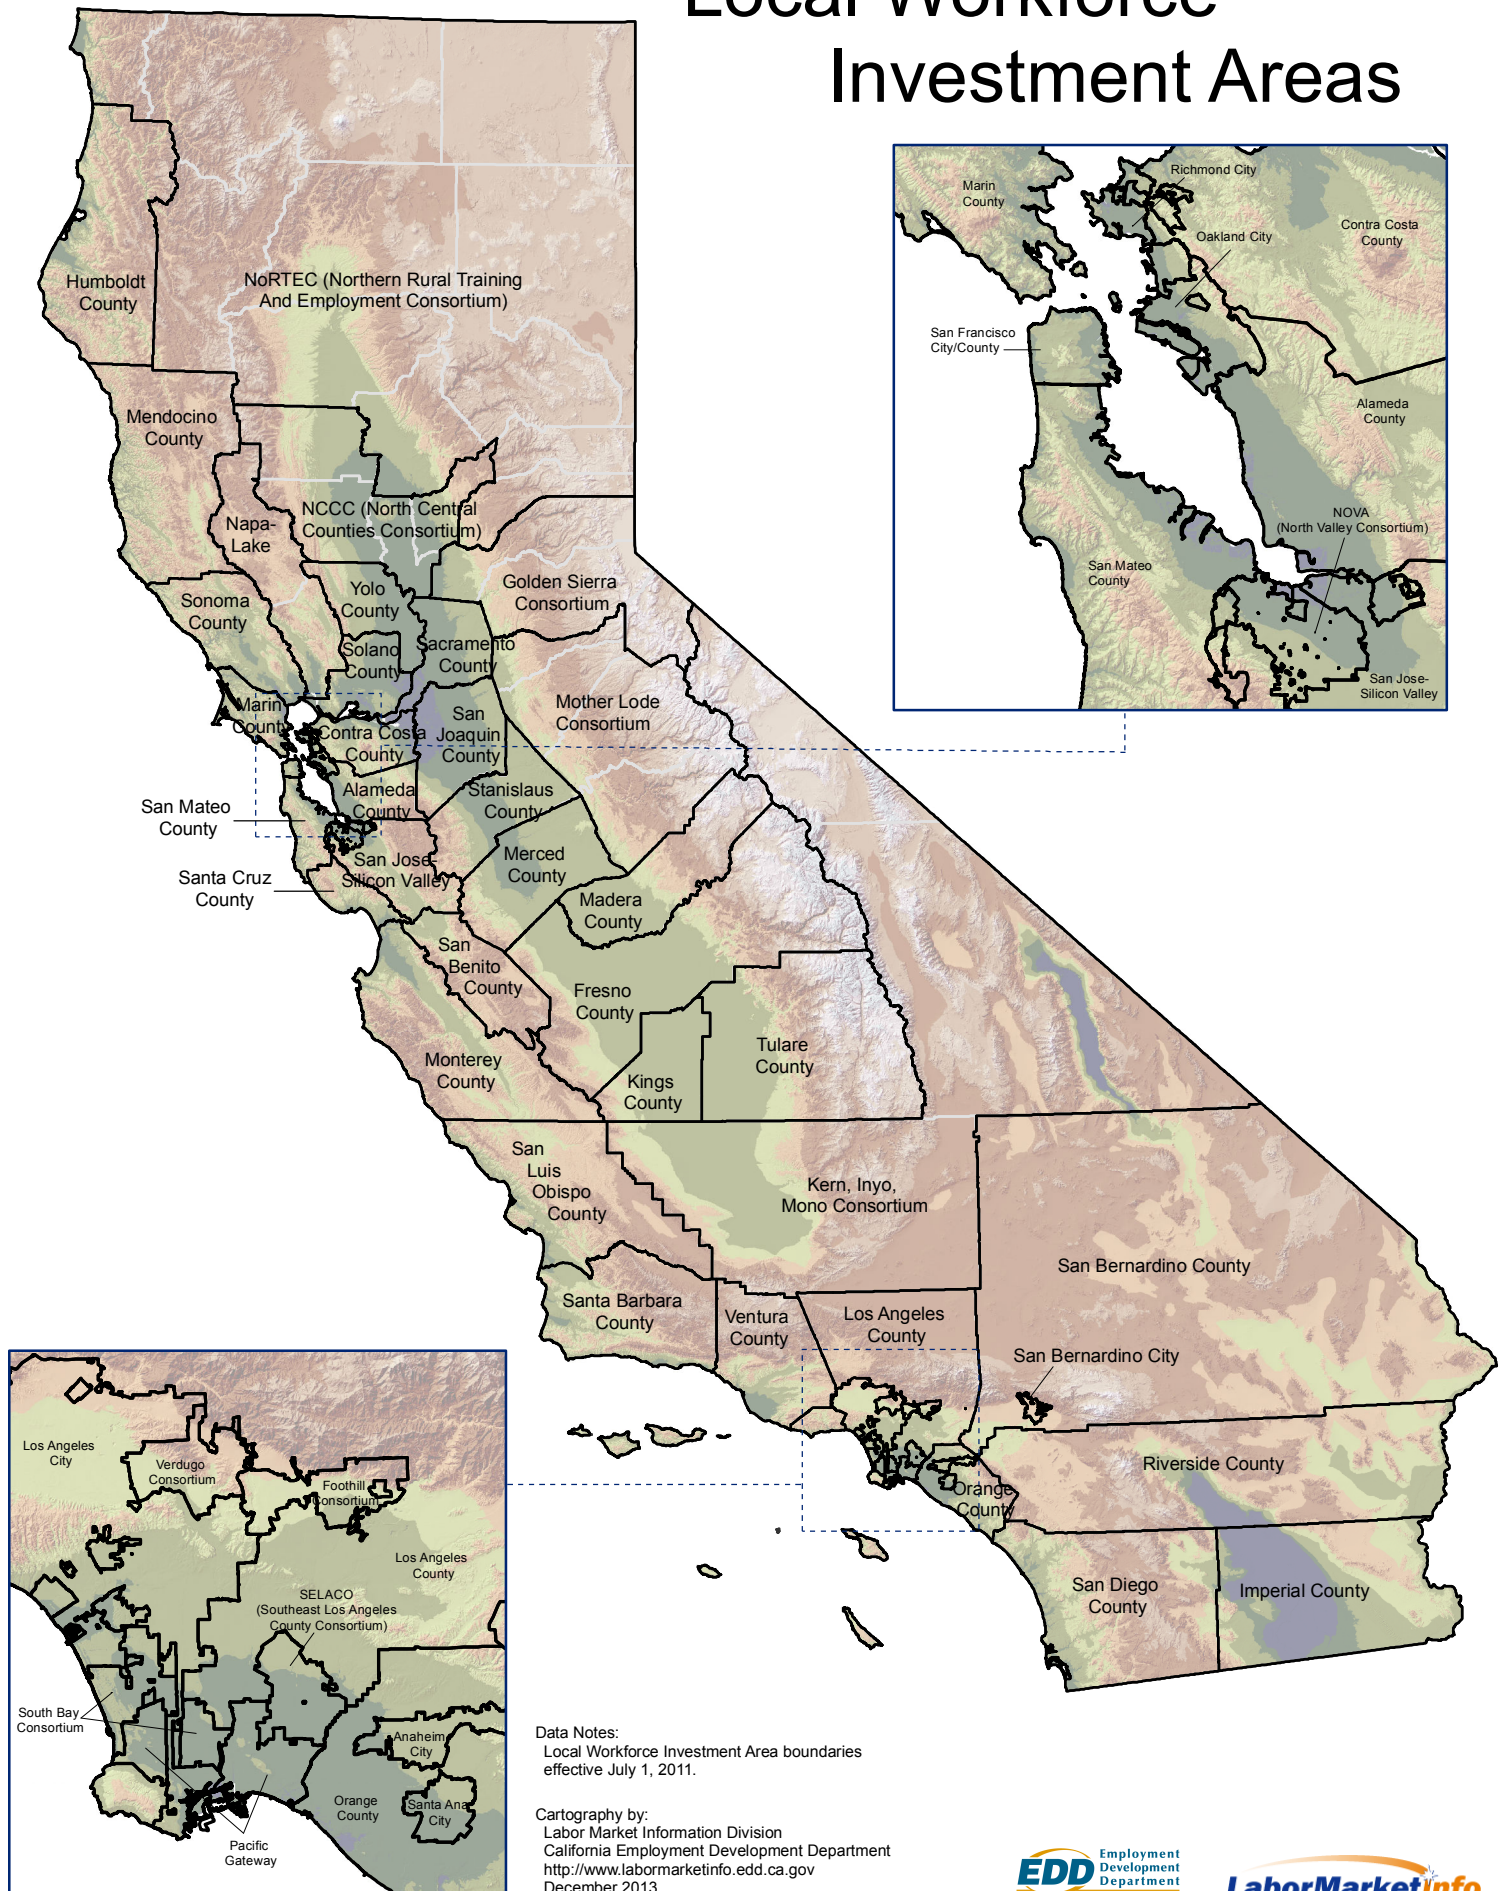 Local Workforce
Investment Areas
Humboldt
County
NoRTEC (Northern Rural Training
And Employment Consortium)
Mendocino
County
Napa-
Lake
NCCC (North Central
Counties Consortium)
Golden Sierra
Consortium
Yolo
County
Sonoma
County
Solano
County
Sacramento
County
Marin
County
Mother Lode
Consortium
San
Joaquin
County
Contra Costa
County
Alameda
County
Stanislaus
County
San Mateo
County
Merced
County
San Jose-
Silicon Valley
Santa Cruz
County
Madera
County
San
Benito
County
Fresno
County
Tulare
County
Monterey
County
Kings
County
San
Luis
Obispo
County
Kern, Inyo,
Mono Consortium
San Bernardino County
Santa Barbara
County
Ventura
County
Los Angeles
County
San Bernardino City
Riverside County
Orange
County
San Diego
County
Imperial County
Richmond City
Marin
County
Contra Costa
County
Oakland City
San Francisco
City/County
Alameda
County
NOVA
(North Valley Consortium)
San Mateo
County
San Jose-
Silicon Valley
Los Angeles
City
Verdugo
Consortium
Foothill
Consortium
Los Angeles
County
SELACO
(Southeast Los Angeles
County Consortium)
South Bay
Consortium
Anaheim
City
Orange
County
Santa Ana
City
Pacific
Gateway
Data Notes:
Local Workforce Investment Area boundaries
effective July 1, 2011.
Cartography by:
Labor Market Information Division
California Employment Development Department
http://www.labormarketinfo.edd.ca.gov
December 2013
EDD
Employment
Development
Department
LaborMarketInfo